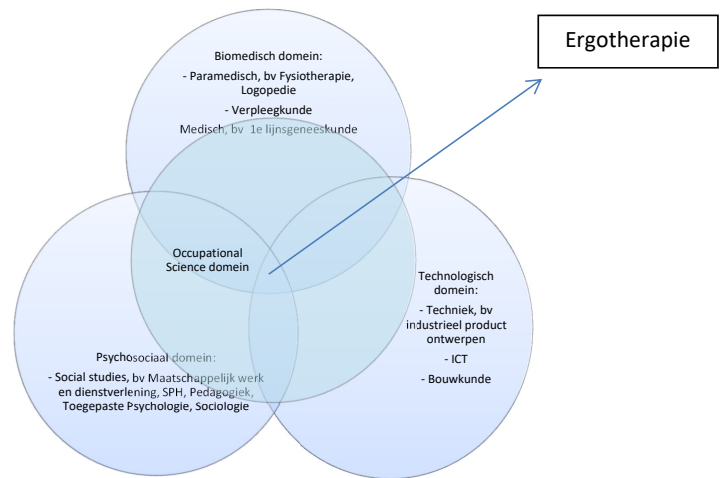 Ergotherapie
Biomedisch domein:
- Paramedisch, bv Fysiotherapie,
Logopedie
- Verpleegkunde
Medisch, bv 1e lijnsgeneeskunde
Occupational
Science domein
Technologisch
domein:
- Techniek, bv
industrieel product
ontwerpen
- ICT
- Bouwkunde
Psychosociaal domein:
- Social studies, bv Maatschappelijk werk
en dienstverlening, SPH, Pedagogiek,
Toegepaste Psychologie, Sociologie